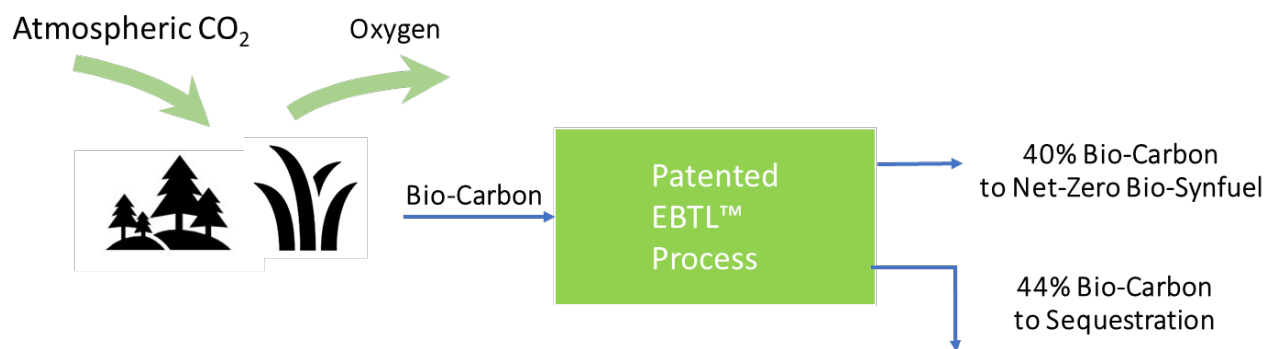 Atmospheric CO₂
Oxygen
Bio-Carbon
Patented
EBTL™
Process
40% Bio-Carbon
to Net-Zero Bio-Synfuel
44% Bio-Carbon
to Sequestration